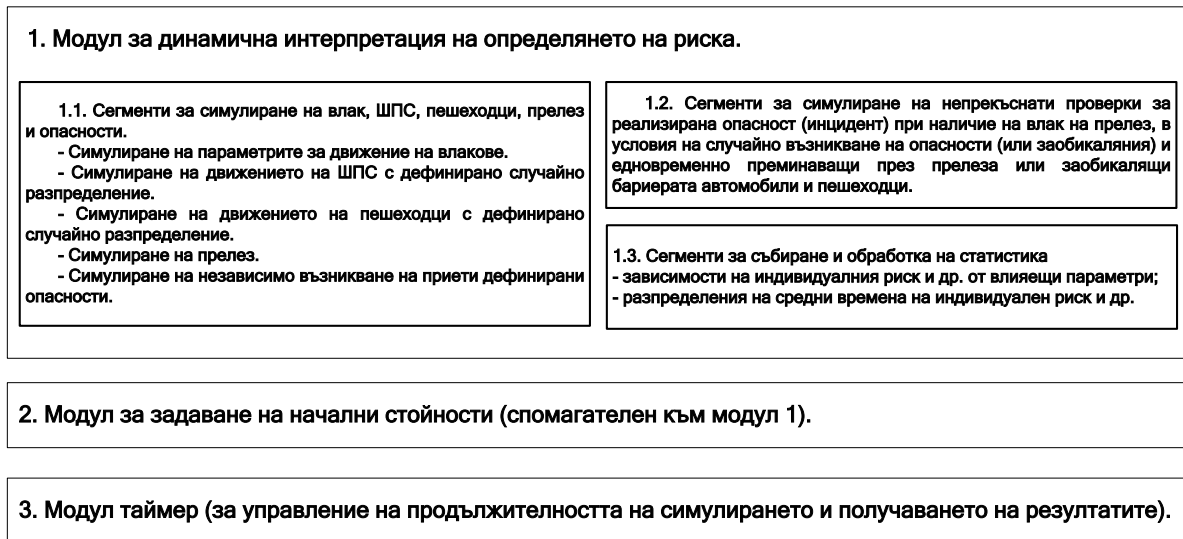 1. Модул за динамична интерпретация на определянето на риска.
1.1. Сегменти за симулиране на влак, ШПС, пешеходци, прелез
и опасности.
- Симулиране на параметрите за движение на влакове.
- Симулиране на движението на ШПС с дефинирано случайно
разпределение.
- Симулиране на движението на пешеходци с дефинирано
случайно разпределение.
- Симулиране на прелез.
- Симулиране на независимо възникване на приети дефинирани
опасности.
1.2. Сегменти за симулиране на непрекъснати проверки за
реализирана опасност (инцидент) при наличие на влак на прелез, в
условия на случайно възникване на опасности (или заобикаляния) и
едновременно преминаващи през прелеза или заобикалящи
бариерата автомобили и пешеходци.
1.3. Сегменти за събиране и обработка на статистика
- зависимости на индивидуалния риск и др. от влияещи параметри;
- разпределения на средни времена на индивидуален риск и др.
2. Модул за задаване на начални стойности (спомагателен към модул 1).
3. Модул таймер (за управление на продължителността на симулирането и получаването на резултатите).